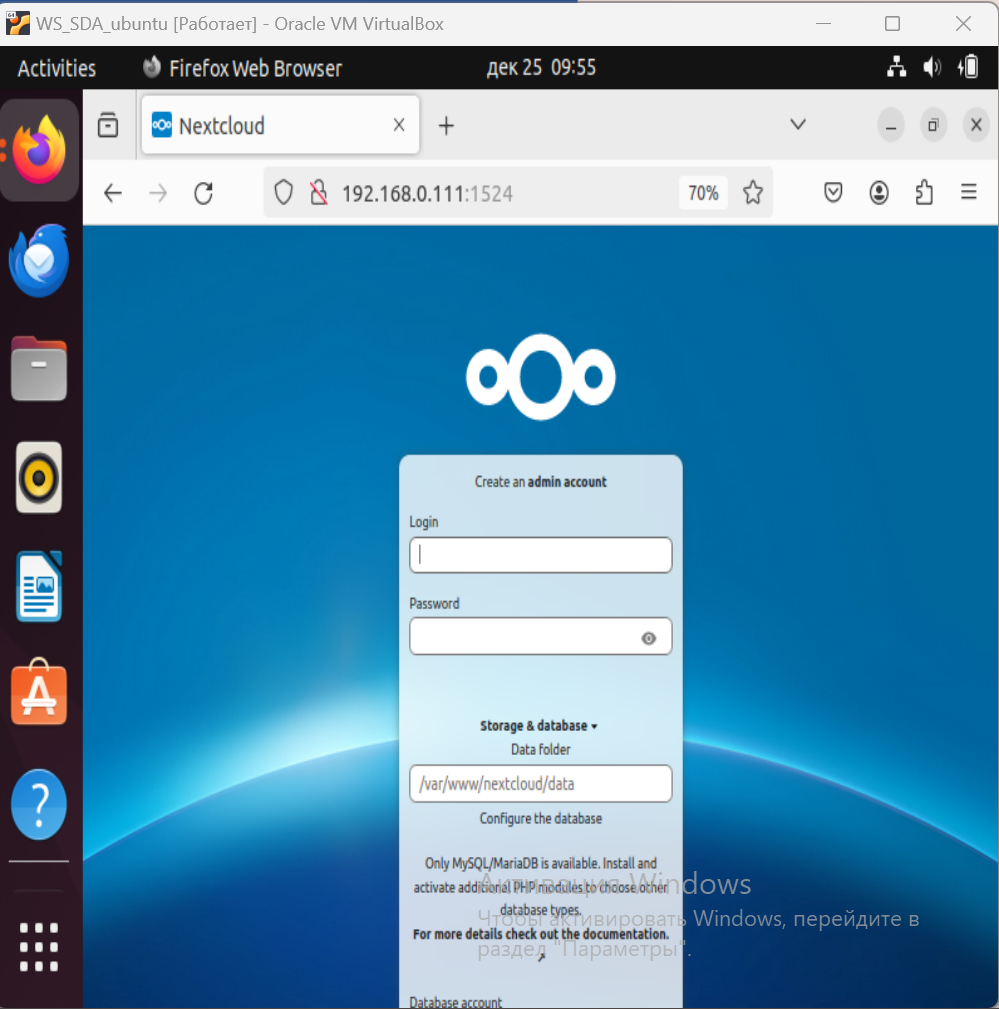 WS_SDA_ubuntu [Работает] - Oracle VM VirtualBox
Activities Firefox Web Browser дек 25 09:55
Nextcloud
192.168.0.111:1524 70%
Create an admin account
Login
Password
Storage & database
Data folder
/var/www/nextcloud/data
Configure the database
Only MySQL/MariaDB is available. Install and
activate additional PHP modules to choose other
database types.
For more details check out the documentation.
Активация Windows
Чтобы активировать Windows, перейдите в
раздел "Параметры".
Database account